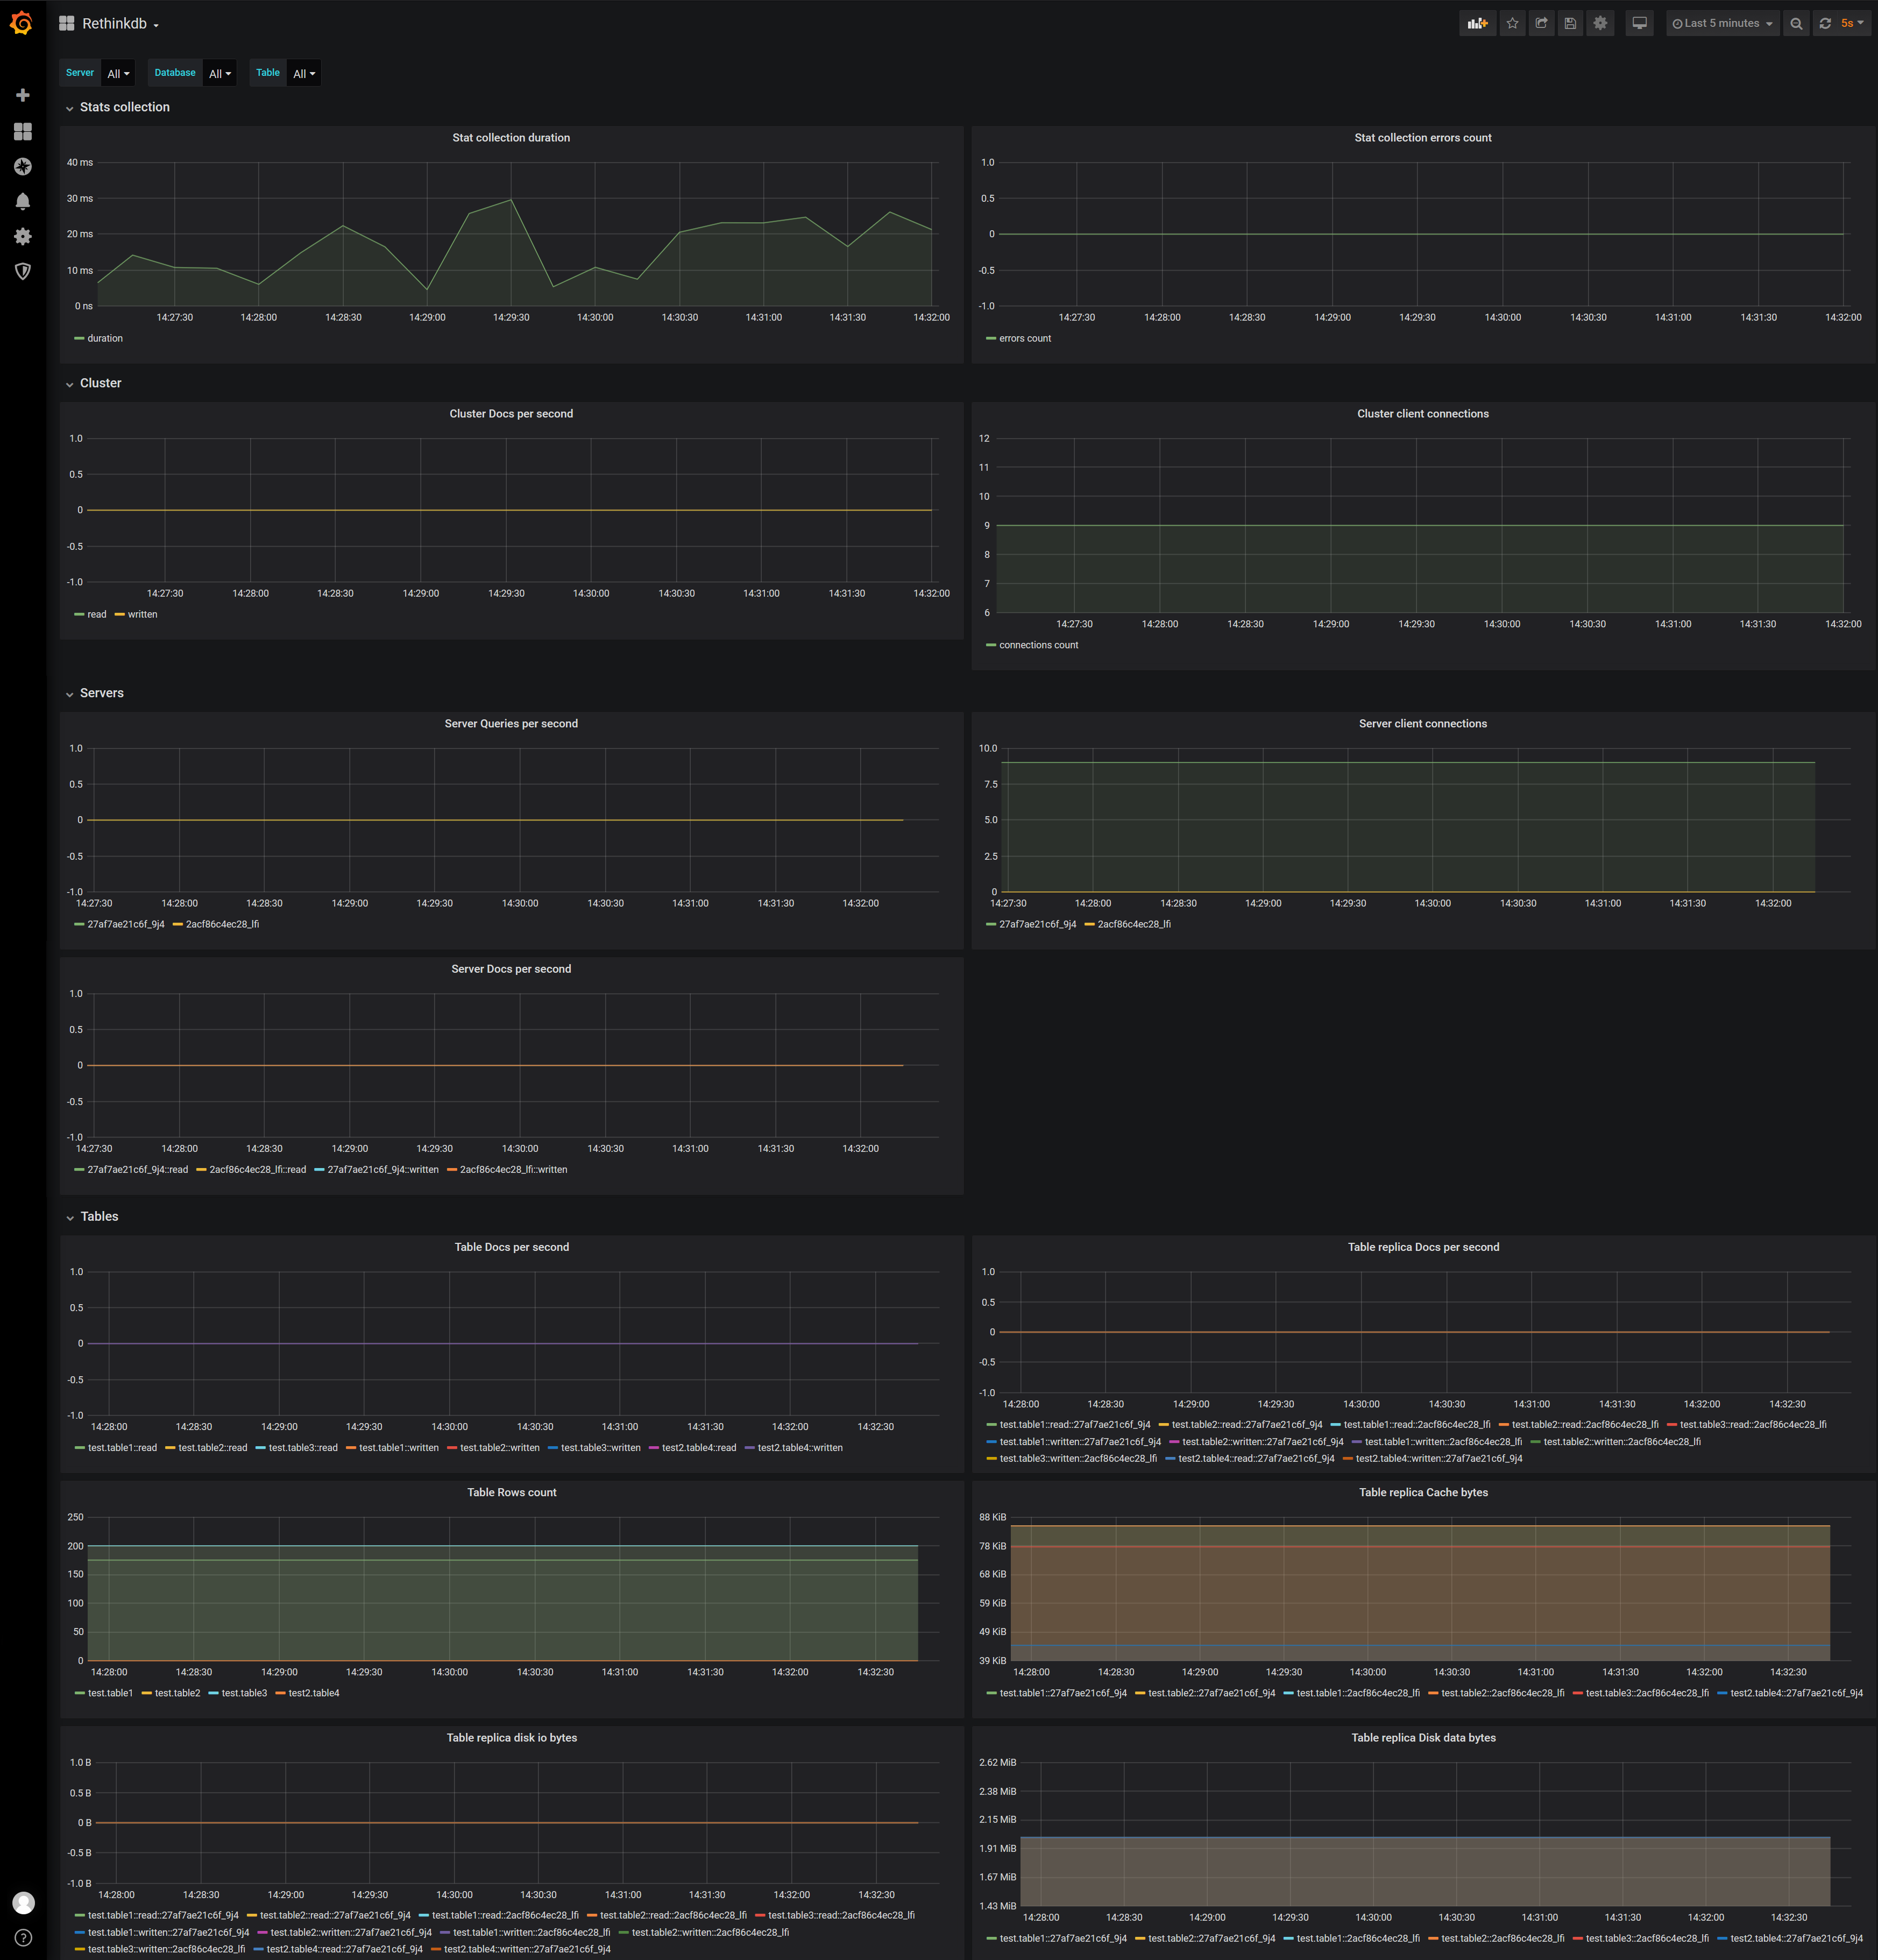 Rethinkdb
Last 5 minutes
5s
Server All Database All Table All
Stats collection
Stat collection duration
40 ms
30 ms
20 ms
10 ms
0 ns
14:27:30 14:28:00 14:28:30 14:29:00 14:29:30 14:30:00 14:30:30 14:31:00 14:31:30 14:32:00
duration
Stat collection errors count
1.0
0.5
0
-0.5
-1.0
14:27:30 14:28:00 14:28:30 14:29:00 14:29:30 14:30:00 14:30:30 14:31:00 14:31:30 14:32:00
errors count
Cluster
Cluster Docs per second
1.0
0.5
0
-0.5
-1.0
14:27:30 14:28:00 14:28:30 14:29:00 14:29:30 14:30:00 14:30:30 14:31:00 14:31:30 14:32:00
read written
Cluster client connections
12
11
10
9
8
7
6
14:27:30 14:28:00 14:28:30 14:29:00 14:29:30 14:30:00 14:30:30 14:31:00 14:31:30 14:32:00
connections count
Servers
Server Queries per second
1.0
0.5
0
-0.5
-1.0
14:27:30 14:28:00 14:28:30 14:29:00 14:29:30 14:30:00 14:30:30 14:31:00 14:31:30 14:32:00
27af7ae21c6f_9j4 2acf86c4ec28_lfi
Server client connections
10.0
7.5
5.0
2.5
0
14:27:30 14:28:00 14:28:30 14:29:00 14:29:30 14:30:00 14:30:30 14:31:00 14:31:30 14:32:00
27af7ae21c6f_9j4 2acf86c4ec28_lfi
Server Docs per second
1.0
0.5
0
-0.5
-1.0
14:27:30 14:28:00 14:28:30 14:29:00 14:29:30 14:30:00 14:30:30 14:31:00 14:31:30 14:32:00
27af7ae21c6f_9j4::read 2acf86c4ec28_lfi::read 27af7ae21c6f_9j4::written 2acf86c4ec28_lfi::written
Tables
Table Docs per second
1.0
0.5
0
-0.5
-1.0
14:28:00 14:28:30 14:29:00 14:29:30 14:30:00 14:30:30 14:31:00 14:31:30 14:32:00 14:32:30
test.table1::read test.table2::read test.table3::read test.table1::written test.table2::written test.table3::written test2.table4::read test2.table4::written
Table replica Docs per second
1.0
0.5
0
-0.5
-1.0
14:28:00 14:28:30 14:29:00 14:29:30 14:30:00 14:30:30 14:31:00 14:31:30 14:32:00 14:32:30
test.table1::read::27af7ae21c6f_9j4 test.table2::read::27af7ae21c6f_9j4 test.table1::read::2acf86c4ec28_lfi test.table2::read::2acf86c4ec28_lfi test.table3::read::2acf86c4ec28_lfi
test.table1::written::27af7ae21c6f_9j4 test.table2::written::27af7ae21c6f_9j4 test.table1::written::2acf86c4ec28_lfi test.table2::written::2acf86c4ec28_lfi
test.table3::written::2acf86c4ec28_lfi test2.table4::read::27af7ae21c6f_9j4 test2.table4::written::27af7ae21c6f_9j4
Table Rows count
250
200
150
100
50
0
14:28:00 14:28:30 14:29:00 14:29:30 14:30:00 14:30:30 14:31:00 14:31:30 14:32:00 14:32:30
test.table1 test.table2 test.table3 test2.table4
Table replica Cache bytes
88 KiB
78 KiB
68 KiB
59 KiB
49 KiB
39 KiB
14:28:00 14:28:30 14:29:00 14:29:30 14:30:00 14:30:30 14:31:00 14:31:30 14:32:00 14:32:30
test.table1::27af7ae21c6f_9j4 test.table2::27af7ae21c6f_9j4 test.table1::2acf86c4ec28_lfi test.table2::2acf86c4ec28_lfi test.table3::2acf86c4ec28_lfi test2.table4::27af7ae21c6f_9j4
Table replica disk io bytes
1.0 B
0.5 B
0 B
-0.5 B
-1.0 B
14:28:00 14:28:30 14:29:00 14:29:30 14:30:00 14:30:30 14:31:00 14:31:30 14:32:00 14:32:30
test.table1::read::27af7ae21c6f_9j4 test.table2::read::27af7ae21c6f_9j4 test.table1::read::2acf86c4ec28_lfi test.table2::read::2acf86c4ec28_lfi test.table3::read::2acf86c4ec28_lfi
test.table1::written::27af7ae21c6f_9j4 test.table2::written::27af7ae21c6f_9j4 test.table1::written::2acf86c4ec28_lfi test.table2::written::2acf86c4ec28_lfi
test.table3::written::2acf86c4ec28_lfi test2.table4::read::27af7ae21c6f_9j4 test2.table4::written::27af7ae21c6f_9j4
Table replica Disk data bytes
2.62 MiB
2.38 MiB
2.15 MiB
1.91 MiB
1.67 MiB
1.43 MiB
14:28:00 14:28:30 14:29:00 14:29:30 14:30:00 14:30:30 14:31:00 14:31:30 14:32:00 14:32:30
test.table1::27af7ae21c6f_9j4 test.table2::27af7ae21c6f_9j4 test.table1::2acf86c4ec28_lfi test.table2::2acf86c4ec28_lfi test.table3::2acf86c4ec28_lfi test2.table4::27af7ae21c6f_9j4